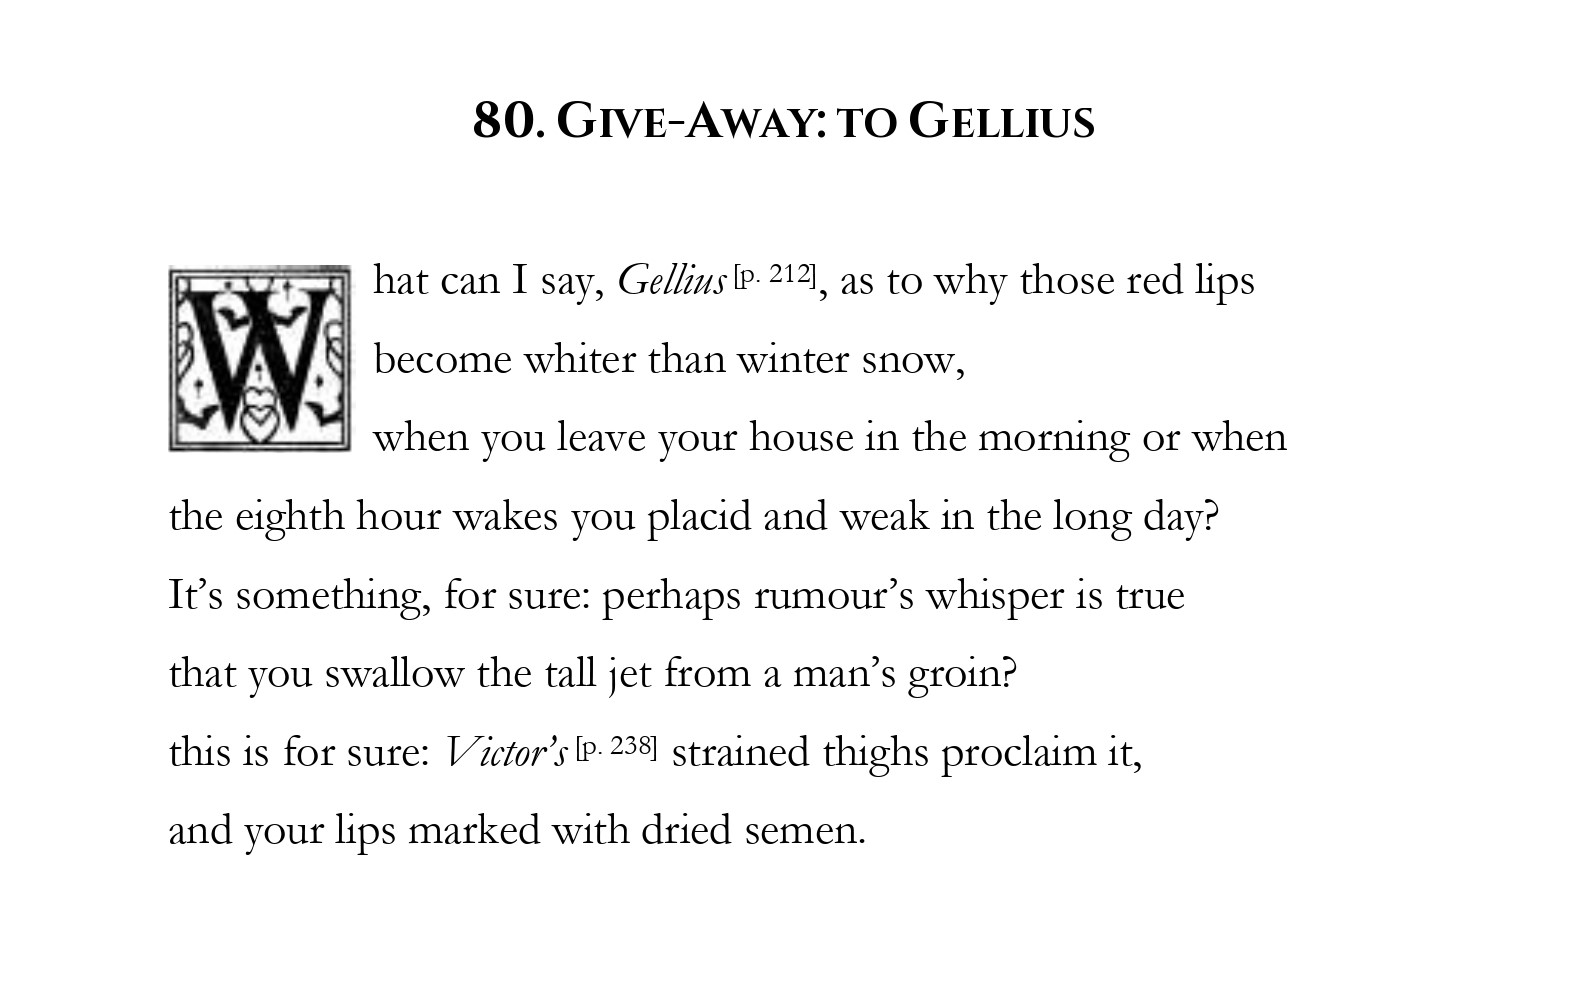 80. Give-Away: to Gellius
What can I say, Gellius [p. 212], as to why those red lips
become whiter than winter snow,
when you leave your house in the morning or when
the eighth hour wakes you placid and weak in the long day?
It’s something, for sure: perhaps rumour’s whisper is true
that you swallow the tall jet from a man’s groin?
this is for sure: Victor’s [p. 238] strained thighs proclaim it,
and your lips marked with dried semen.